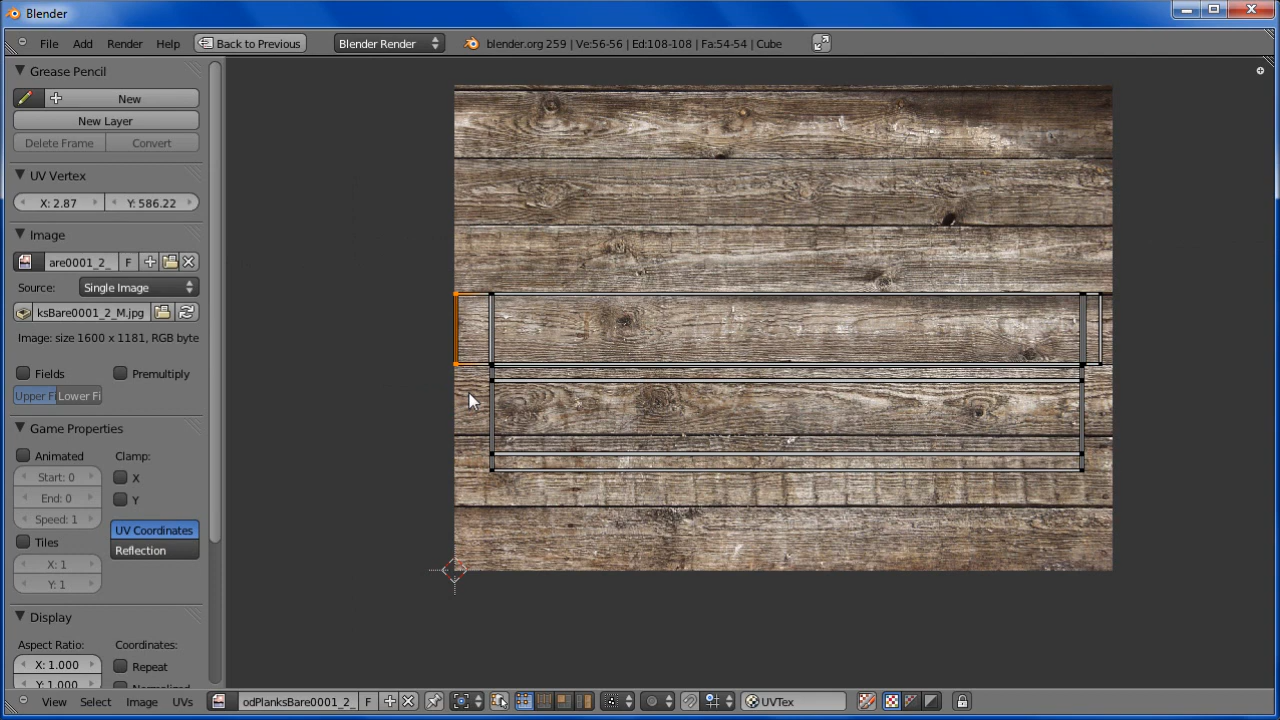 Blender
File Add Render Help Back to Previous Blender Render blender.org 259 | Ve:56-56 | Ed:108-108 | Fa:54-54 | Cube
Grease Pencil
New
New Layer
Delete Frame Convert
UV Vertex
X: 2.87 Y: 586.22
Image
are0001_2_ F
Source: Single Image
ksBare0001_2_M.jpg
Image: size 1600 x 1181, RGB byte
Fields Premultiply
Upper Fi Lower Fi
Game Properties
Animated Clamp:
Start: 0 X
End: 0 Y
Speed: 1 UV Coordinates
Tiles Reflection
X: 1
Y: 1
Display
Aspect Ratio: Coordinates:
X: 1.000 Repeat
Y: 1.000 Normalized
View Select Image UVs odPlanksBare0001_2_ F UVTex